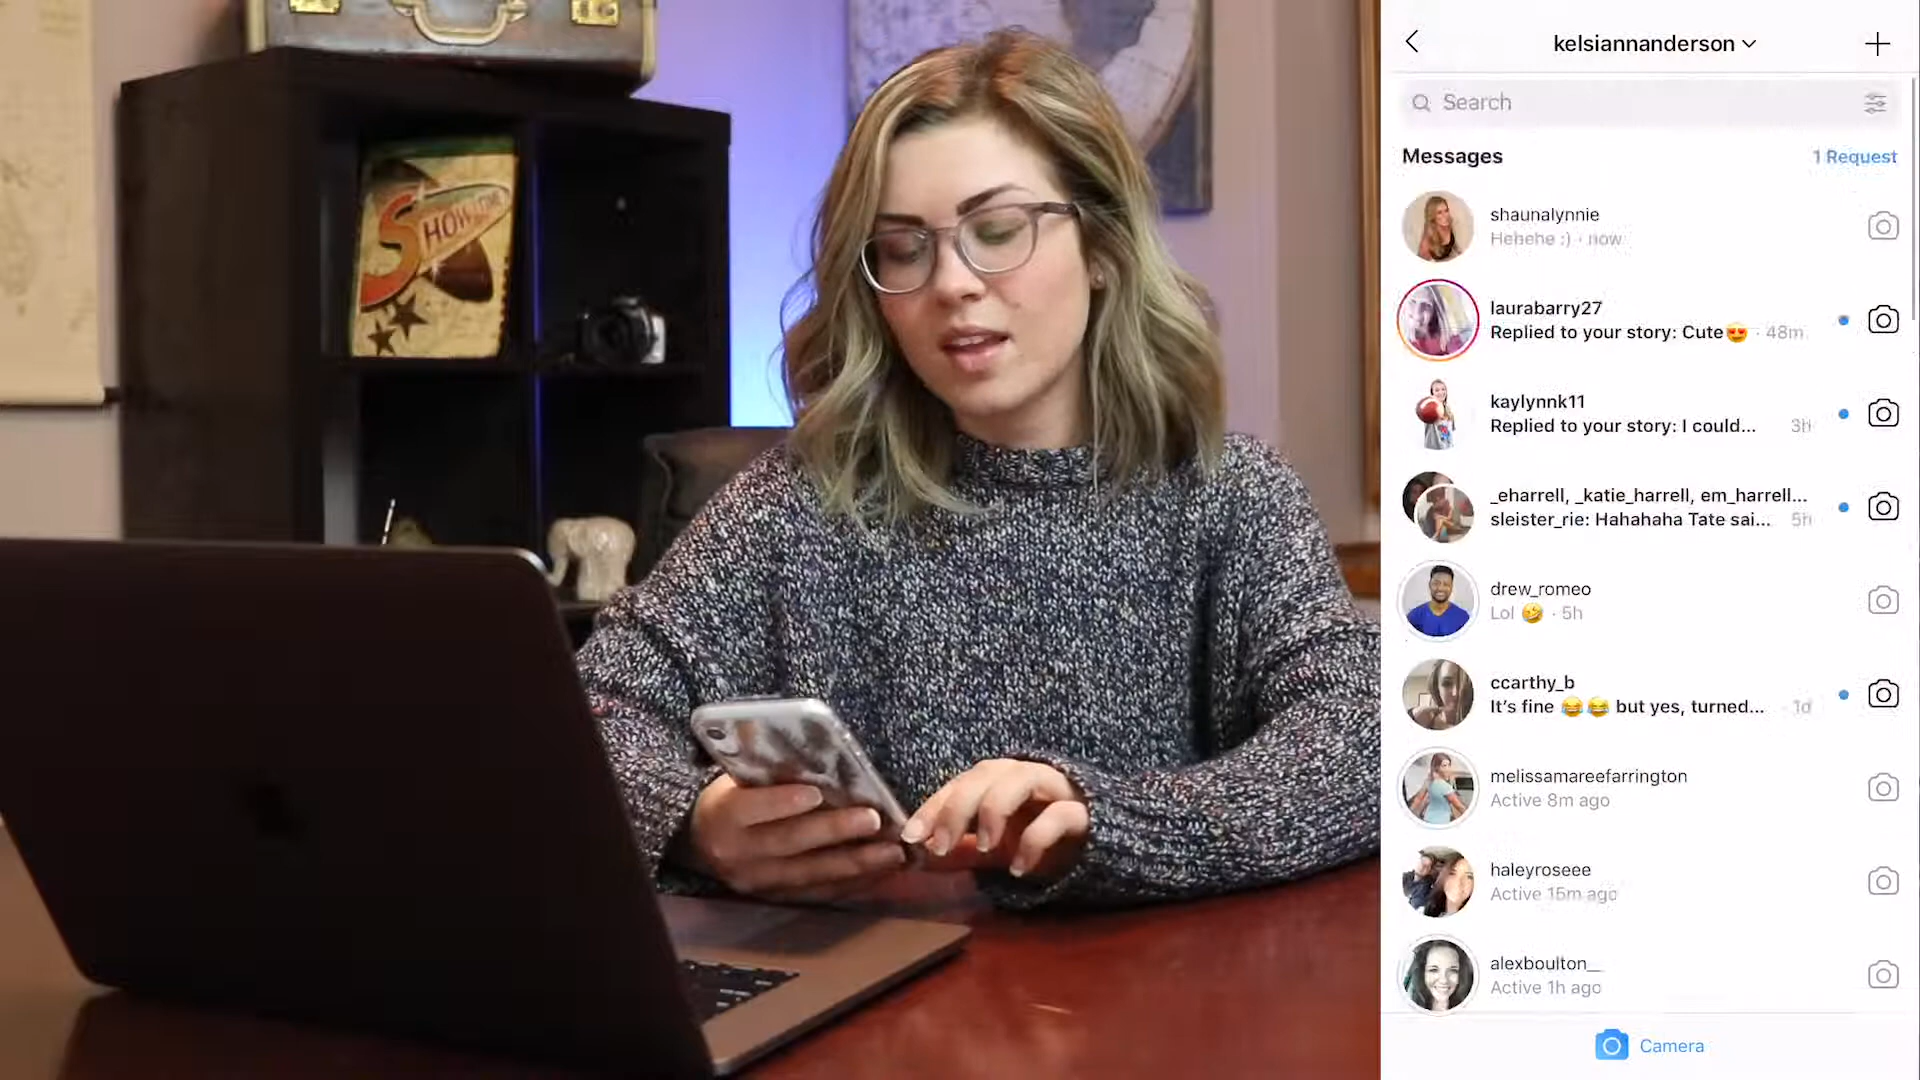 SHOWTIME
kelsiannanderson
Search
Messages
1 Request
shaunalynnie
Hehehe :) · now
laurabarry27
Replied to your story: Cute😍 · 48m
kaylynnk11
Replied to your story: I could... 3h
_eharrell, _katie_harrell, em_harrell...
sleister_rie: Hahahaha Tate sai... 5h
drew_romeo
Lol 🤣 · 5h
ccarthy_b
It's fine 😂😂 but yes, turned... · 1d
melissamareefarrington
Active 8m ago
haleyroseee
Active 15m ago
alexboulton__
Active 1h ago
Camera